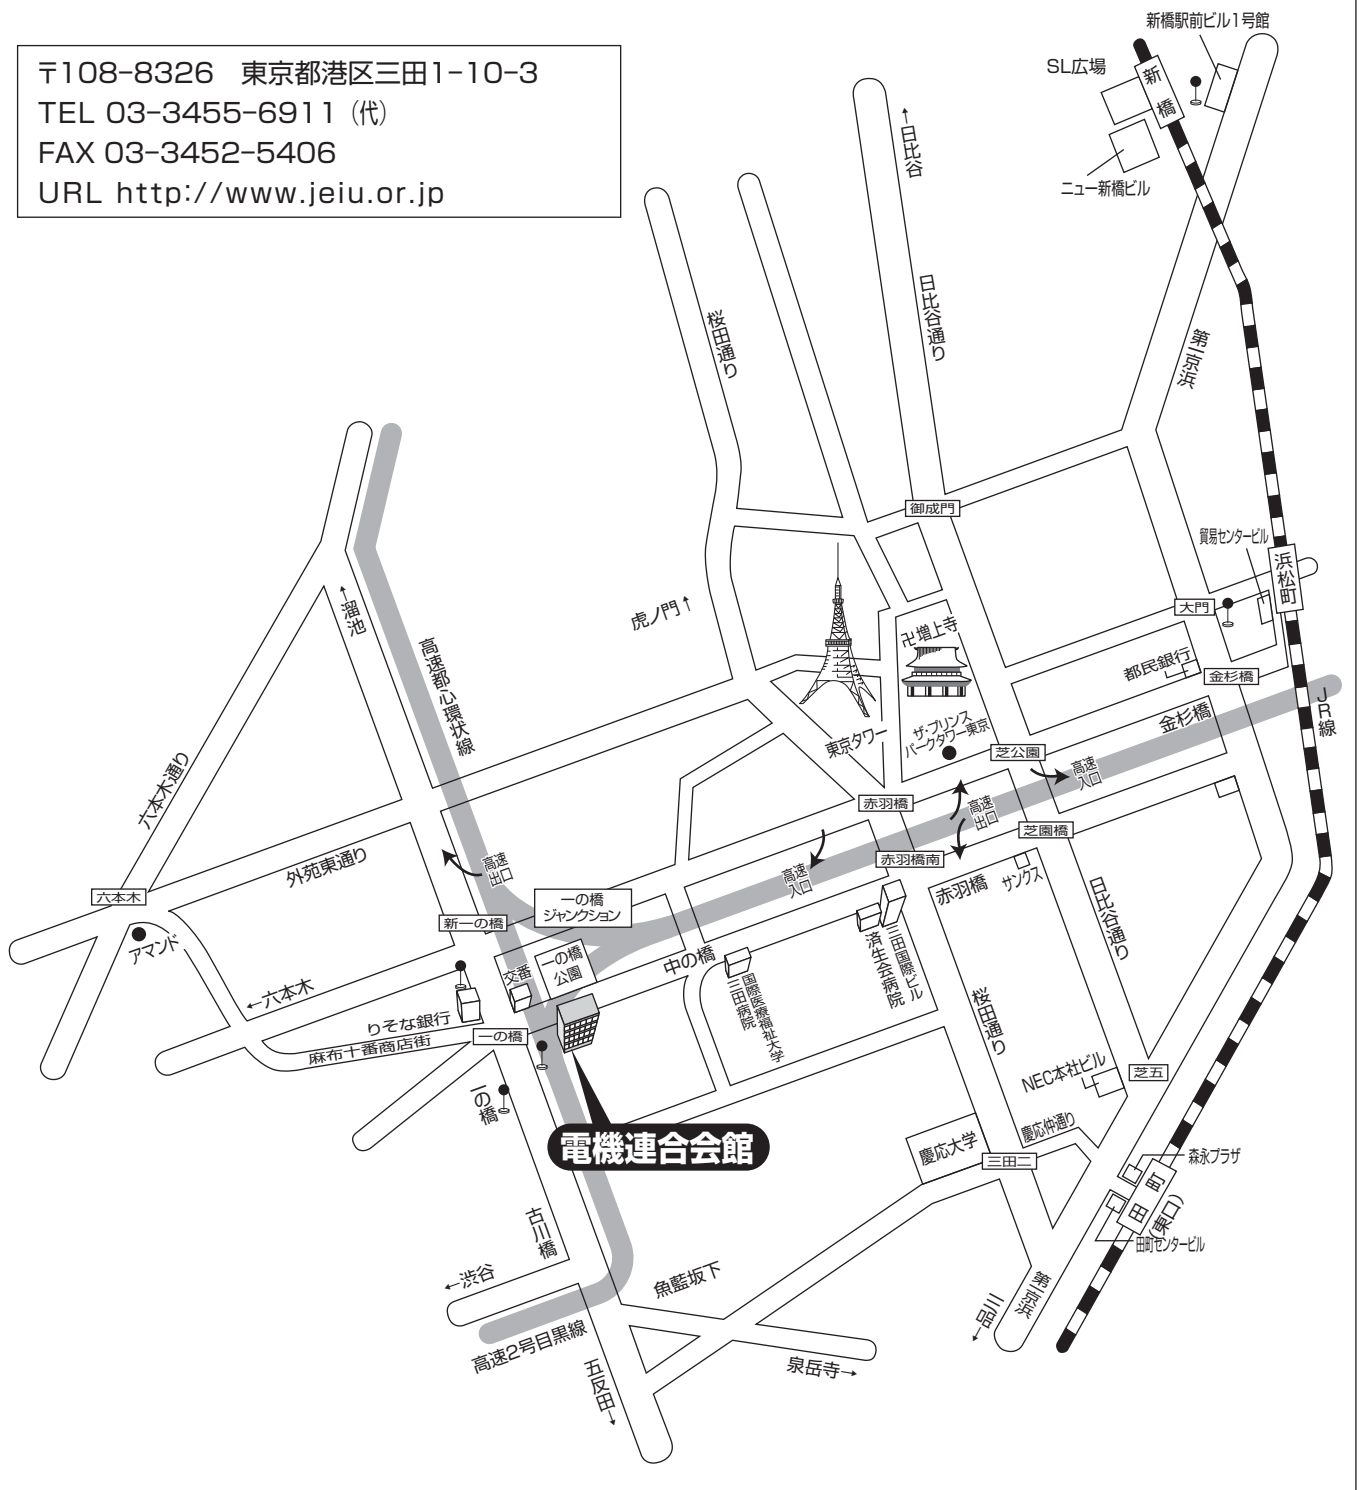 〒108-8326　東京都港区三田1-10-3
TEL 03-3455-6911（代）
FAX 03-3452-5406
URL http://www.jeiu.or.jp
新橋駅前ビル1号館
SL広場
新橋
ニュー新橋ビル
←日比谷
日比谷通り
桜田通り
第一京浜
御成門
貿易センタービル
浜松町
大門
←溜池
虎ノ門↑
卍増上寺
高速都心環状線
都民銀行
金杉橋
JR線
金杉橋
ザ・プリンス
パークタワー東京
東京タワー
芝公園
高速
入口
六本木通り
赤羽橋
高速
出口
芝園橋
外苑東通り
高速
出口
赤羽橋南
高速
入口
サンクス
赤羽橋
日比谷通り
六本木
一の橋
ジャンクション
新一の橋
アマンド
一の橋
公園
中の橋
交番
済生会病院
三田国際ビル
国際医療福祉大学
三田病院
←六本木
りそな銀行
麻布十番商店街
一の橋
桜田通り
NEC本社ビル
芝五
一の橋
電機連合会館
慶応仲通り
慶応大学
三田二
森永プラザ
田町
(東口)
田町センタービル
古川橋
←渋谷
魚籃坂下
第一京浜
高速2号目黒線
泉岳寺→
五反田→